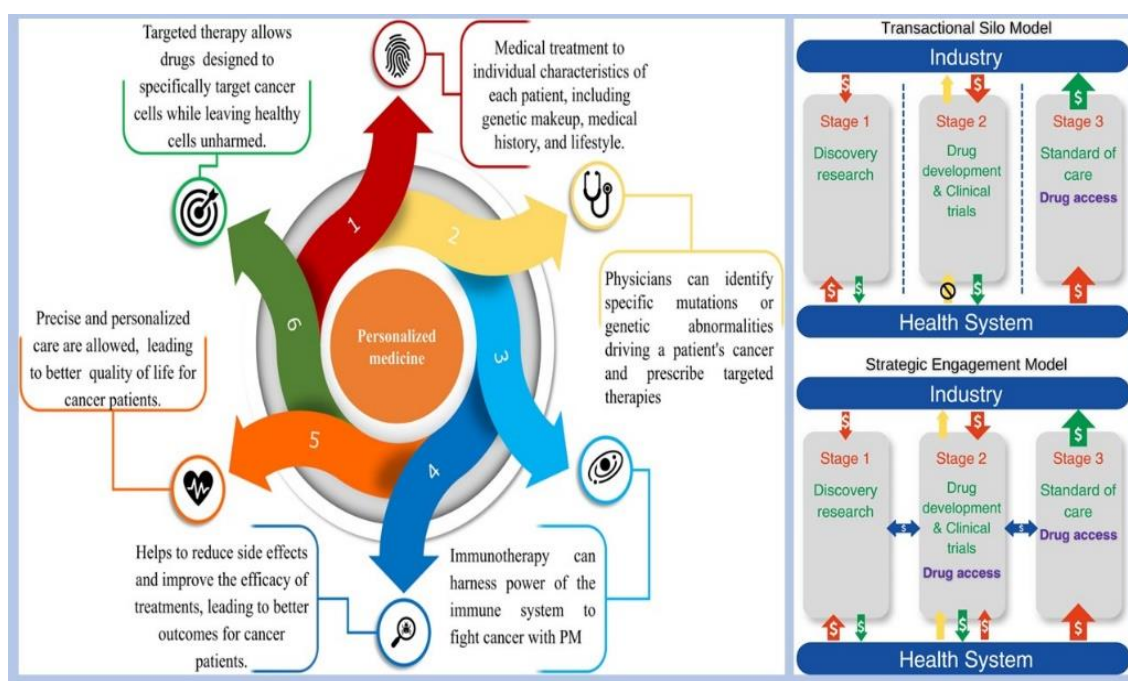 Targeted therapy allows
drugs designed to
specifically target cancer
cells while leaving healthy
cells unharmed.
Medical treatment to
individual characteristics of
each patient, including
genetic makeup, medical
history, and lifestyle.
Physicians can identify
specific mutations or
genetic abnormalities
driving a patient's cancer
and prescribe targeted
therapies
Precise and personalized
care are allowed, leading
to better quality of life for
cancer patients.
Helps to reduce side effects
and improve the efficacy of
treatments, leading to better
outcomes for cancer
patients.
Immunotherapy can
harness power of the
immune system to
fight cancer with PM
1
2
3
4
5
6
Personalized
medicine
Transactional Silo Model
Industry
$ $ $
Stage 1
Discovery
research
Stage 2
Drug
development
& Clinical
trials
Stage 3
Standard of
care
Drug access
$ $ $ $
Health System
Strategic Engagement Model
Industry
$ $ $
Stage 1
Discovery
research
Stage 2
Drug
development
& Clinical
trials
Drug access
Stage 3
Standard of
care
Drug access
$ $
$ $ $ $ $
Health System